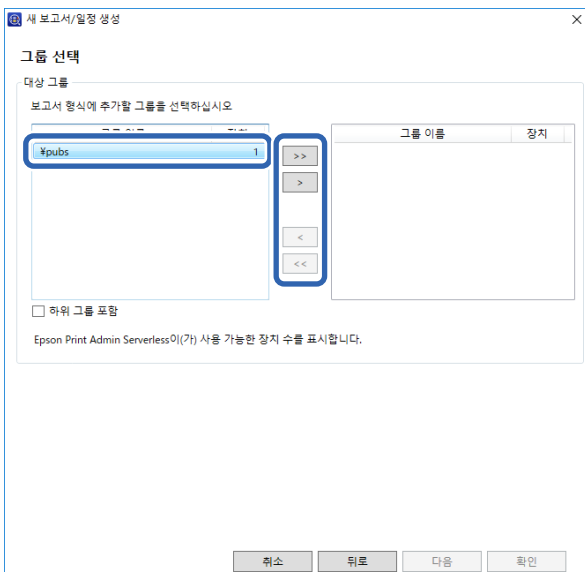 새 보고서/일정 생성
그룹 선택
대상 그룹
보고서 형식에 추가할 그룹을 선택하십시오
그룹 이름 장치
¥pubs 1
>>
>
<
<<
하위 그룹 포함
Epson Print Admin Serverless이(가) 사용 가능한 장치 수를 표시합니다.
취소 뒤로 다음 확인